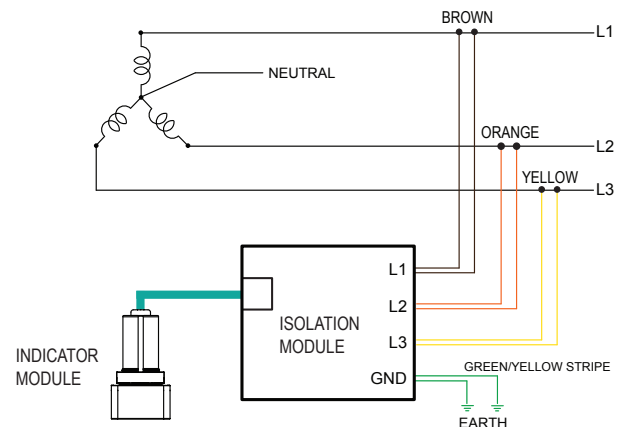 BROWN
L1
NEUTRAL
ORANGE
L2
YELLOW
L3
L1
L2
ISOLATION
MODULE
L3
INDICATOR
MODULE
GND
GREEN/YELLOW STRIPE
EARTH